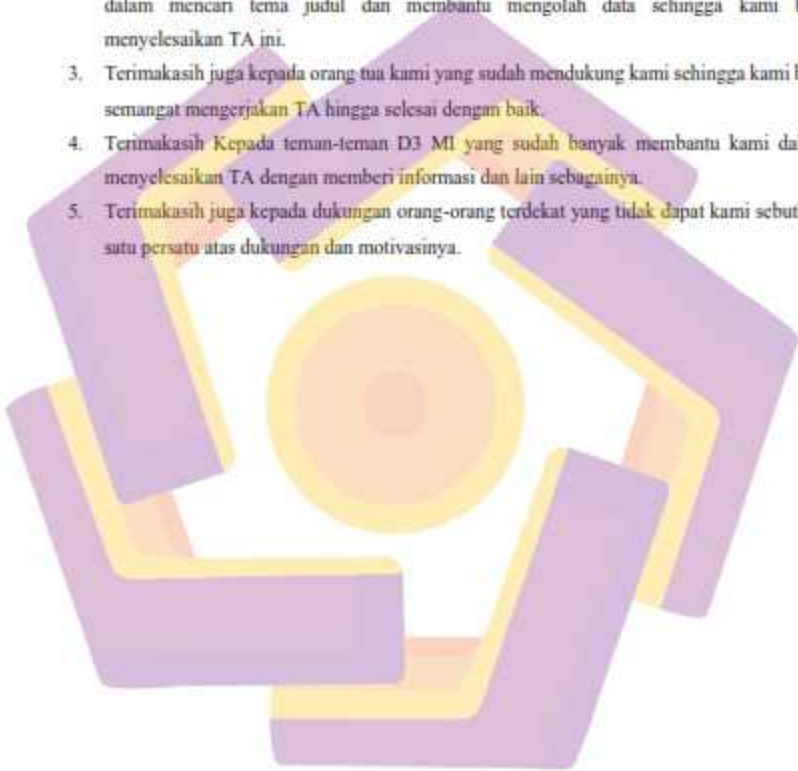 dalam mencari tema judul dan membantu mengolah data sehingga kami
menyelesaikan TA ini.
3. Terimakasih juga kepada orang tua kami yang sudah mendukung kami sehingga kami
semangat mengerjakan TA hingga selesai dengan baik.
4. Terimakasih Kepada teman-teman D3 MI yang sudah banyak membantu kami da
menyelesaikan TA dengan memberi informasi dan lain sebagainya.
5. Terimakasih juga kepada dukungan orang-orang terdekat yang tidak dapat kami sebut
satu persatu atas dukungan dan motivasinya.